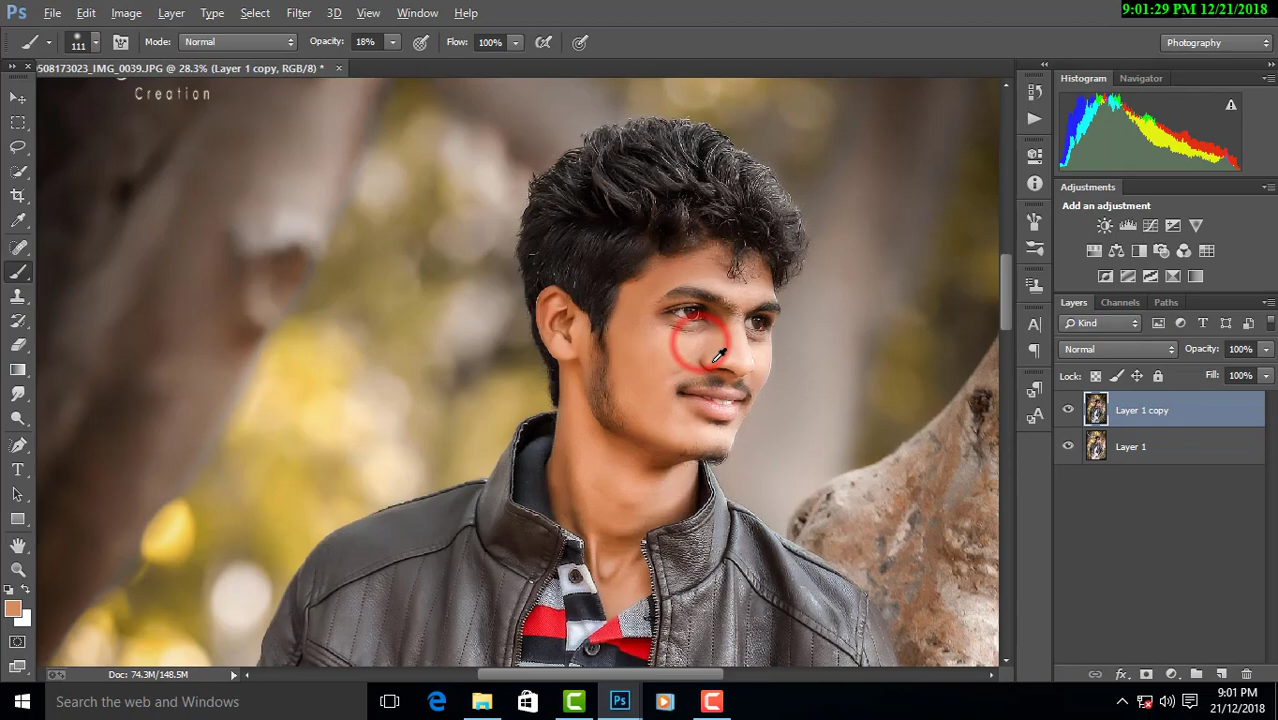 Ps File Edit Image Layer Type Select Filter 3D View Window Help
9:01:29 PM 12/21/2018
111 Mode: Normal Opacity: 18% Flow: 100% Photography
508173023_IMG_0039.JPG @ 28.3% (Layer 1 copy, RGB/8) *
Creation
Histogram Navigator
Adjustments
Add an adjustment
Layers Channels Paths
Kind
Normal Opacity: 100%
Lock: Fill: 100%
Layer 1 copy
Layer 1
Doc: 74.3M/148.5M
Search the web and Windows
9:01 PM
21/12/2018